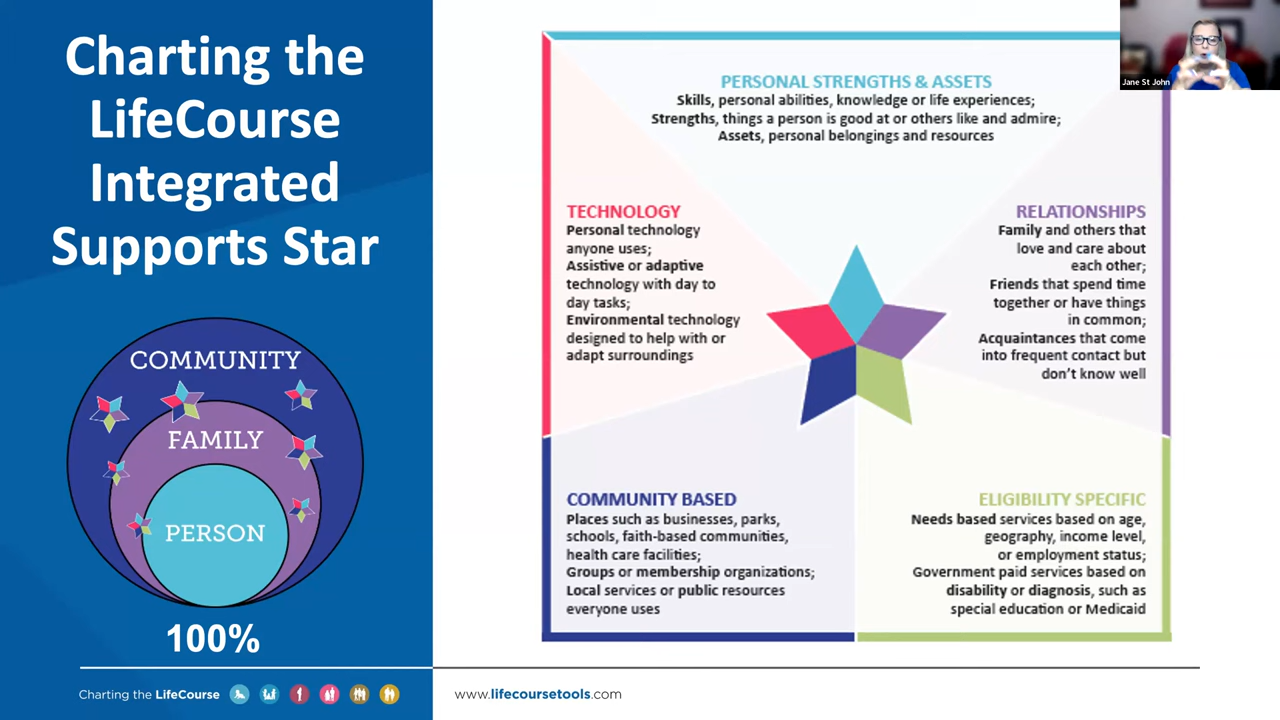 Charting the
LifeCourse
Integrated
Supports Star
COMMUNITY
FAMILY
PERSON
100%
Charting the LifeCourse
PERSONAL STRENGTHS & ASSETS
Skills, personal abilities, knowledge or life experiences;
Strengths, things a person is good at or others like and admire;
Assets, personal belongings and resources
TECHNOLOGY
Personal technology
anyone uses;
Assistive or adaptive
technology with day to
day tasks;
Environmental technology
designed to help with or
adapt surroundings
RELATIONSHIPS
Family and others that
love and care about
each other;
Friends that spend time
together or have things
in common;
Acquaintances that come
into frequent contact but
don't know well
COMMUNITY BASED
Places such as businesses, parks,
schools, faith-based communities,
health care facilities;
Groups or membership organizations;
Local services or public resources
everyone uses
ELIGIBILITY SPECIFIC
Needs based services based on age,
geography, income level,
or employment status;
Government paid services based on
disability or diagnosis, such as
special education or Medicaid
www.lifecoursetools.com
Jane St John